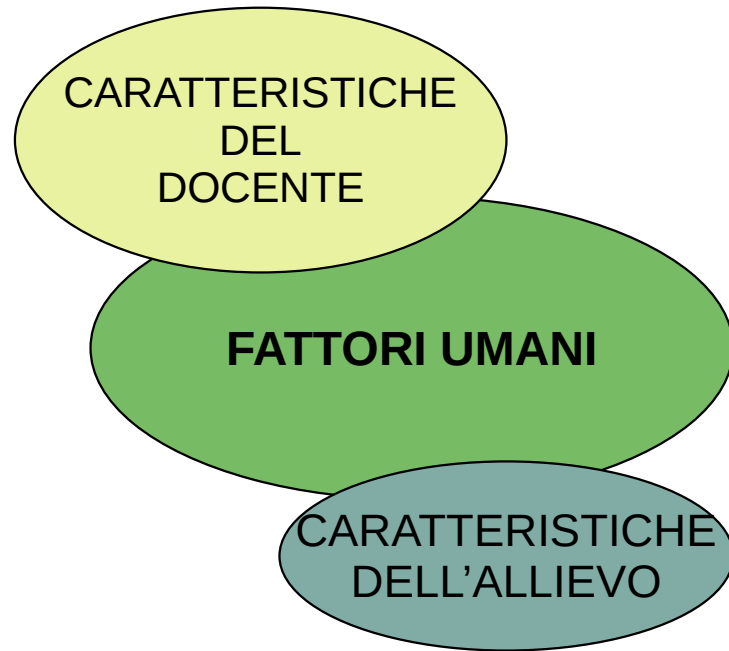 CARATTERISTICHE
DEL
DOCENTE
FATTORI UMANI
CARATTERISTICHE
DELL’ALLIEVO